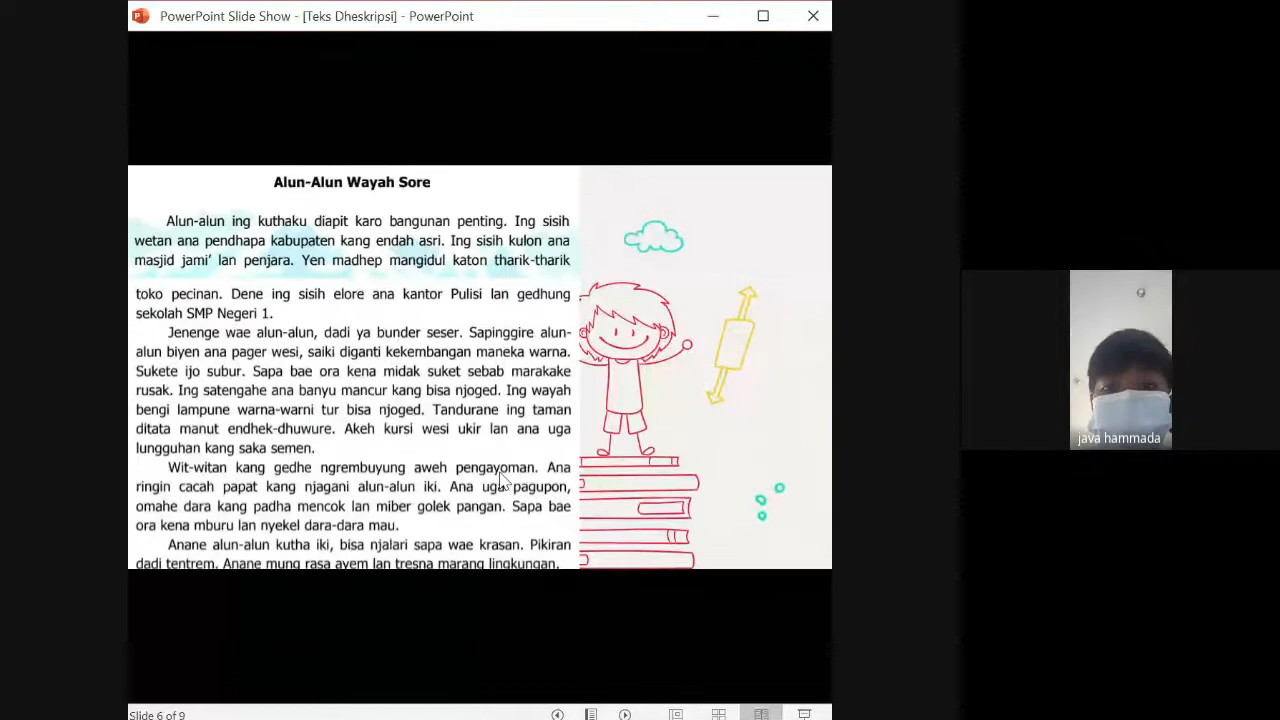 PowerPoint Slide Show - [Teks Dheskripsi] - PowerPoint
Alun-Alun Wayah Sore
Alun-alun ing kuthaku diapit karo bangunan penting. Ing sisih
wetan ana pendhapa kabupaten kang endah asri. Ing sisih kulon ana
masjid jami' lan penjara. Yen madhep mangidul katon tharik-tharik
toko pecinan. Dene ing sisih elore ana kantor Pulisi lan gedhung
sekolah SMP Negeri 1.
Jenenge wae alun-alun, dadi ya bunder seser. Sapinggire alun-
alun biyen ana pager wesi, saiki diganti kekembangan maneka warna.
Sukete ijo subur. Sapa bae ora kena midak suket sebab marakake
rusak. Ing satengahe ana banyu mancur kang bisa njoged. Ing wayah
bengi lampune warna-warni tur bisa njoged. Tandurane ing taman
ditata manut endhek-dhuwure. Akeh kursi wesi ukir lan ana uga
lungguhan kang saka semen.
Wit-witan kang gedhe ngrembuyung aweh pengayoman. Ana
ringin cacah papat kang njagani alun-alun iki. Ana uga pagupon,
omahe dara kang padha mencok lan miber golek pangan. Sapa bae
ora kena mburu lan nyekel dara-dara mau.
Anane alun-alun kutha iki, bisa njalari sapa wae krasan. Pikiran
dadi tentrem. Anane mung rasa ayem lan tresna marang lingkungan.
java hammada
Slide 6 of 9